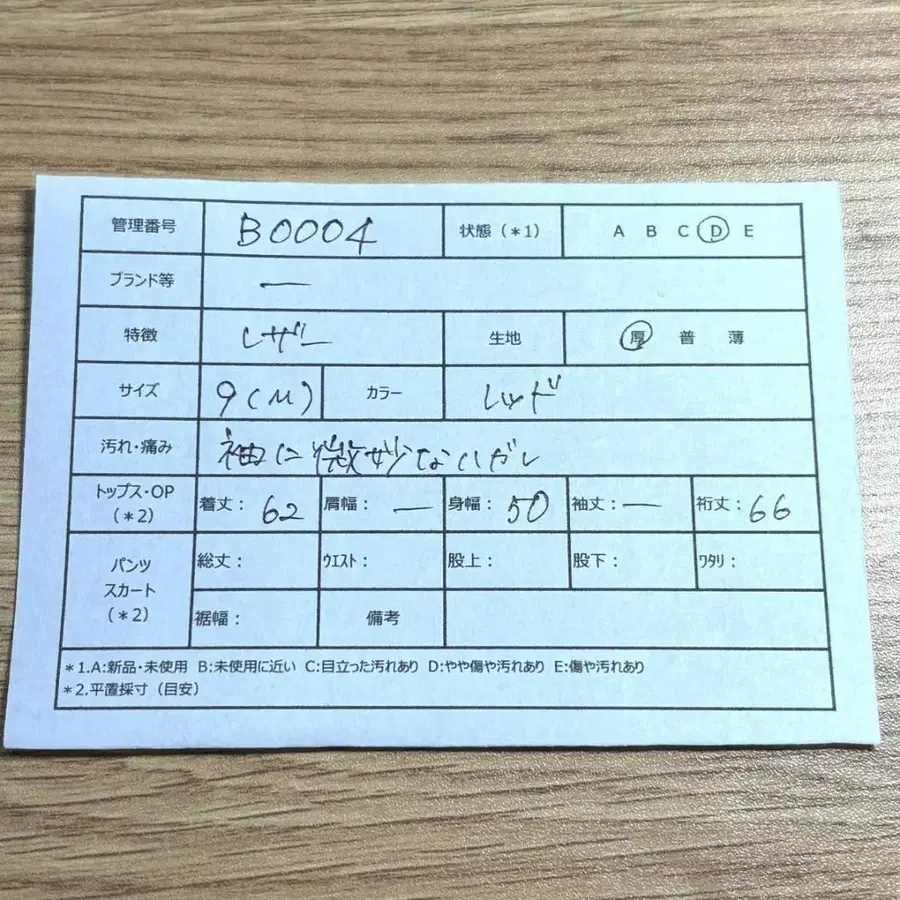 管理番号 B0004 状態（*1） A B C D E
ブランド等 ー
特徴 レザー 生地 厚 普 薄
サイズ 9(M) カラー レッド
汚れ・痛み 袖に微妙なハガレ
トップス・OP（*2） 着丈：62 肩幅：ー 身幅：50 袖丈：ー 裄丈：66
パンツ スカート（*2） 総丈： ウエスト： 股上： 股下： ワタリ：
裾幅： 備考
*1.A:新品・未使用 B:未使用に近い C:目立った汚れあり D:やや傷や汚れあり E:傷や汚れあり
*2.平置採寸（目安）